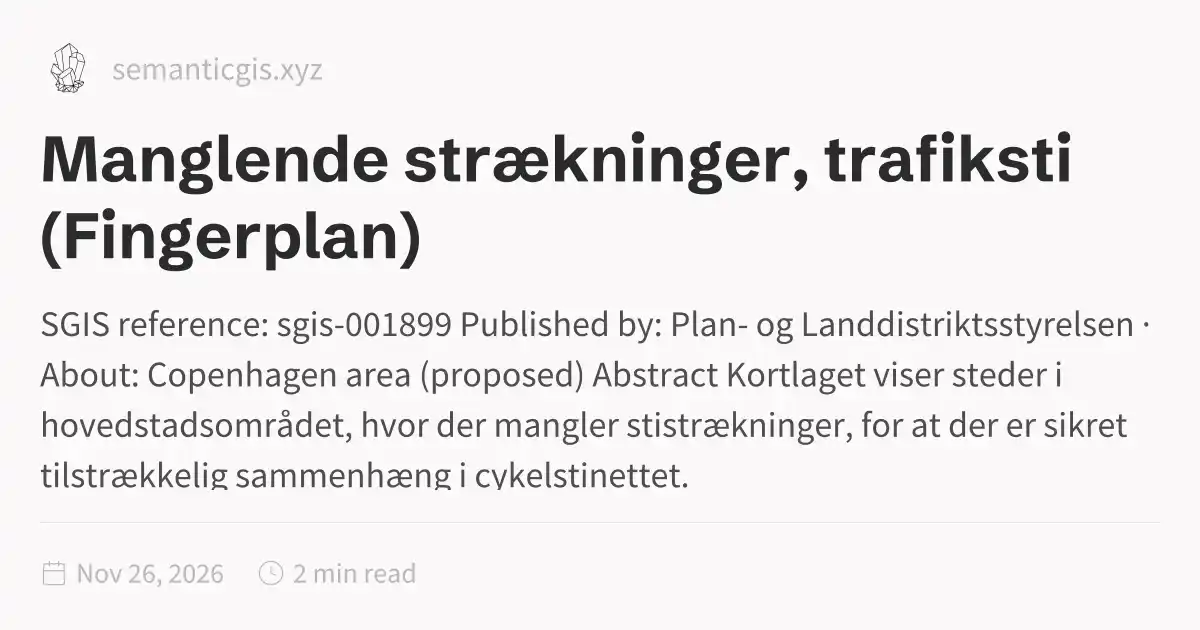 semanticgis.xyz
Manglende strækninger, trafiksti
(Fingerplan)
SGIS reference: sgis-001899 Published by: Plan- og Landdistriktsstyrelsen ·
About: Copenhagen area (proposed) Abstract Kortlaget viser steder i
hovedstadsområdet, hvor der mangler stistrækninger, for at der er sikret
tilstrækkelig sammenhæng i cykelstinettet.
Nov 26, 2026
2 min read